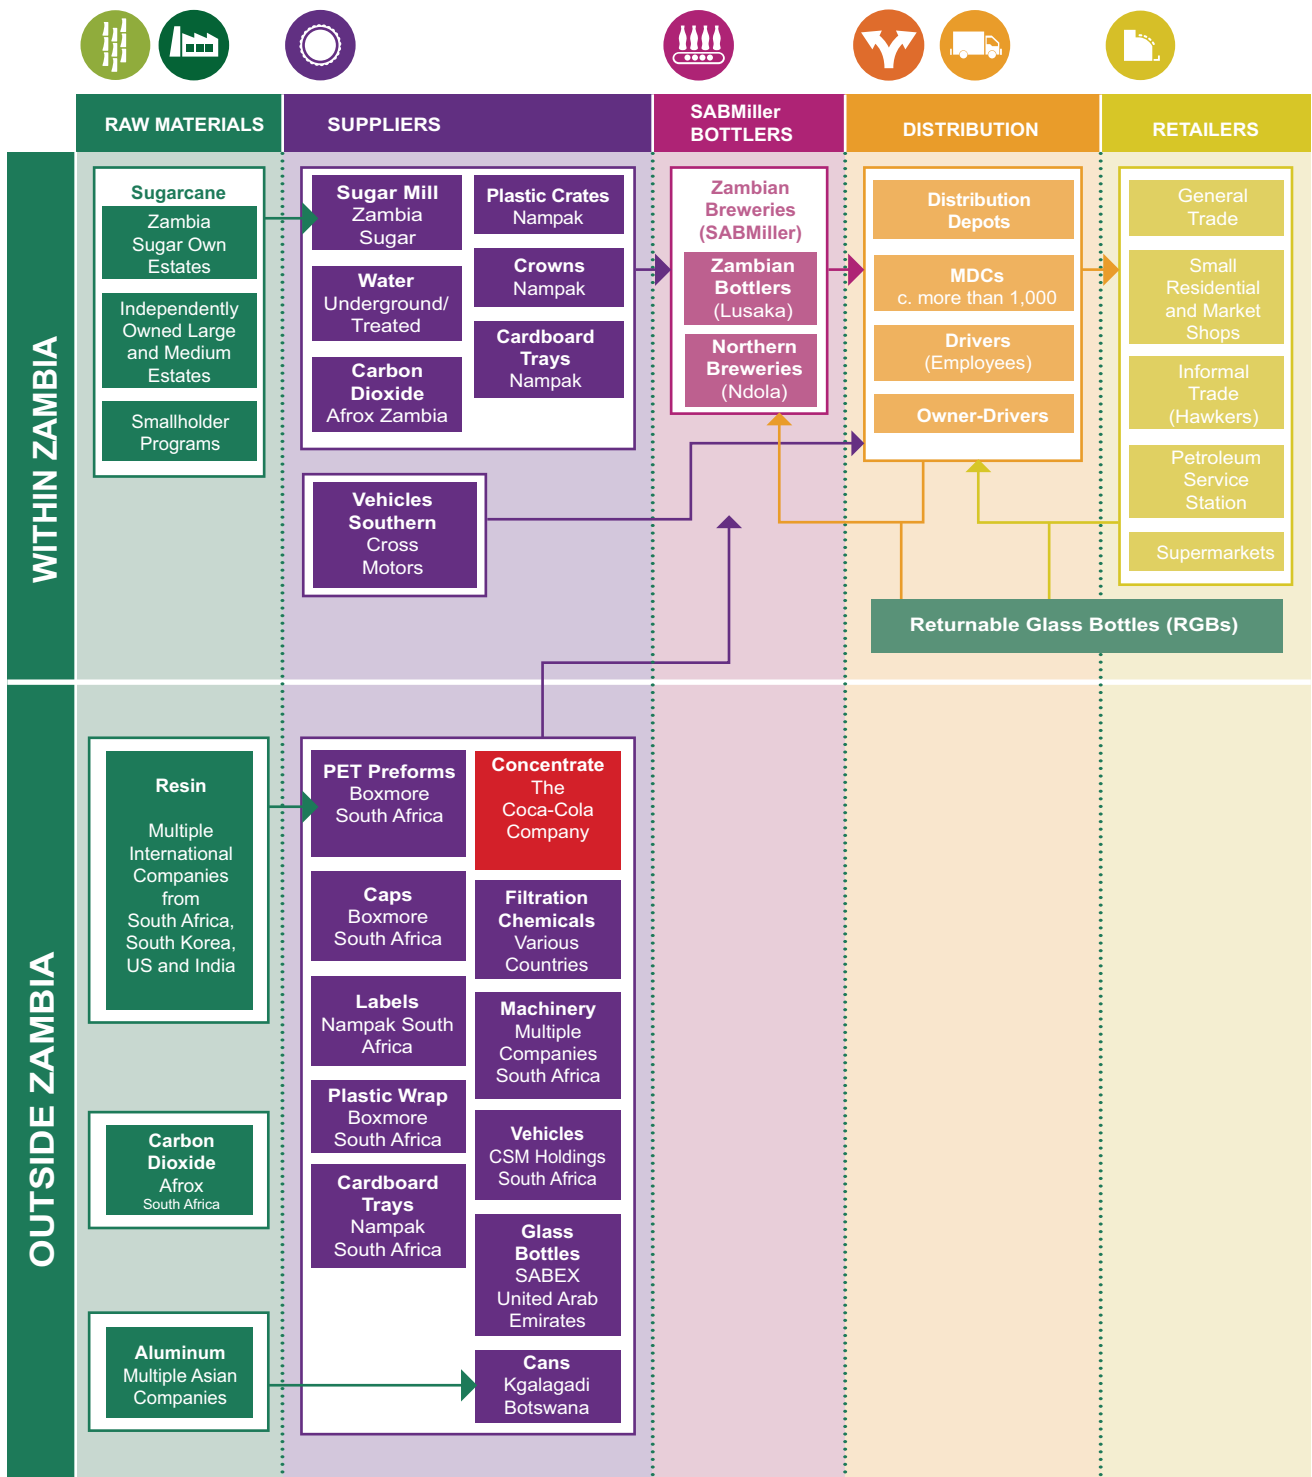 RAW MATERIALS
SUPPLIERS
SABMiller
BOTTLERS
DISTRIBUTION
RETAILERS
WITHIN ZAMBIA
Sugarcane
Zambia
Sugar Own
Estates
Independently
Owned Large
and Medium
Estates
Smallholder
Programs
Sugar Mill
Zambia
Sugar
Water
Underground/
Treated
Carbon
Dioxide
Afrox Zambia
Plastic Crates
Nampak
Crowns
Nampak
Cardboard
Trays
Nampak
Vehicles
Southern
Cross
Motors
Zambian
Breweries
(SABMiller)
Zambian
Bottlers
(Lusaka)
Northern
Breweries
(Ndola)
Distribution
Depots
MDCs
c. more than 1,000
Drivers
(Employees)
Owner-Drivers
General
Trade
Small
Residential
and Market
Shops
Informal
Trade
(Hawkers)
Petroleum
Service
Station
Supermarkets
Returnable Glass Bottles (RGBs)
OUTSIDE ZAMBIA
Resin
Multiple
International
Companies
from
South Africa,
South Korea,
US and India
Carbon
Dioxide
Afrox
South Africa
Aluminum
Multiple Asian
Companies
PET Preforms
Boxmore
South Africa
Caps
Boxmore
South Africa
Labels
Nampak South
Africa
Plastic Wrap
Boxmore
South Africa
Cardboard
Trays
Nampak
South Africa
Concentrate
The
Coca-Cola
Company
Filtration
Chemicals
Various
Countries
Machinery
Multiple
Companies
South Africa
Vehicles
CSM Holdings
South Africa
Glass
Bottles
SABEX
United Arab
Emirates
Cans
Kgalagadi
Botswana